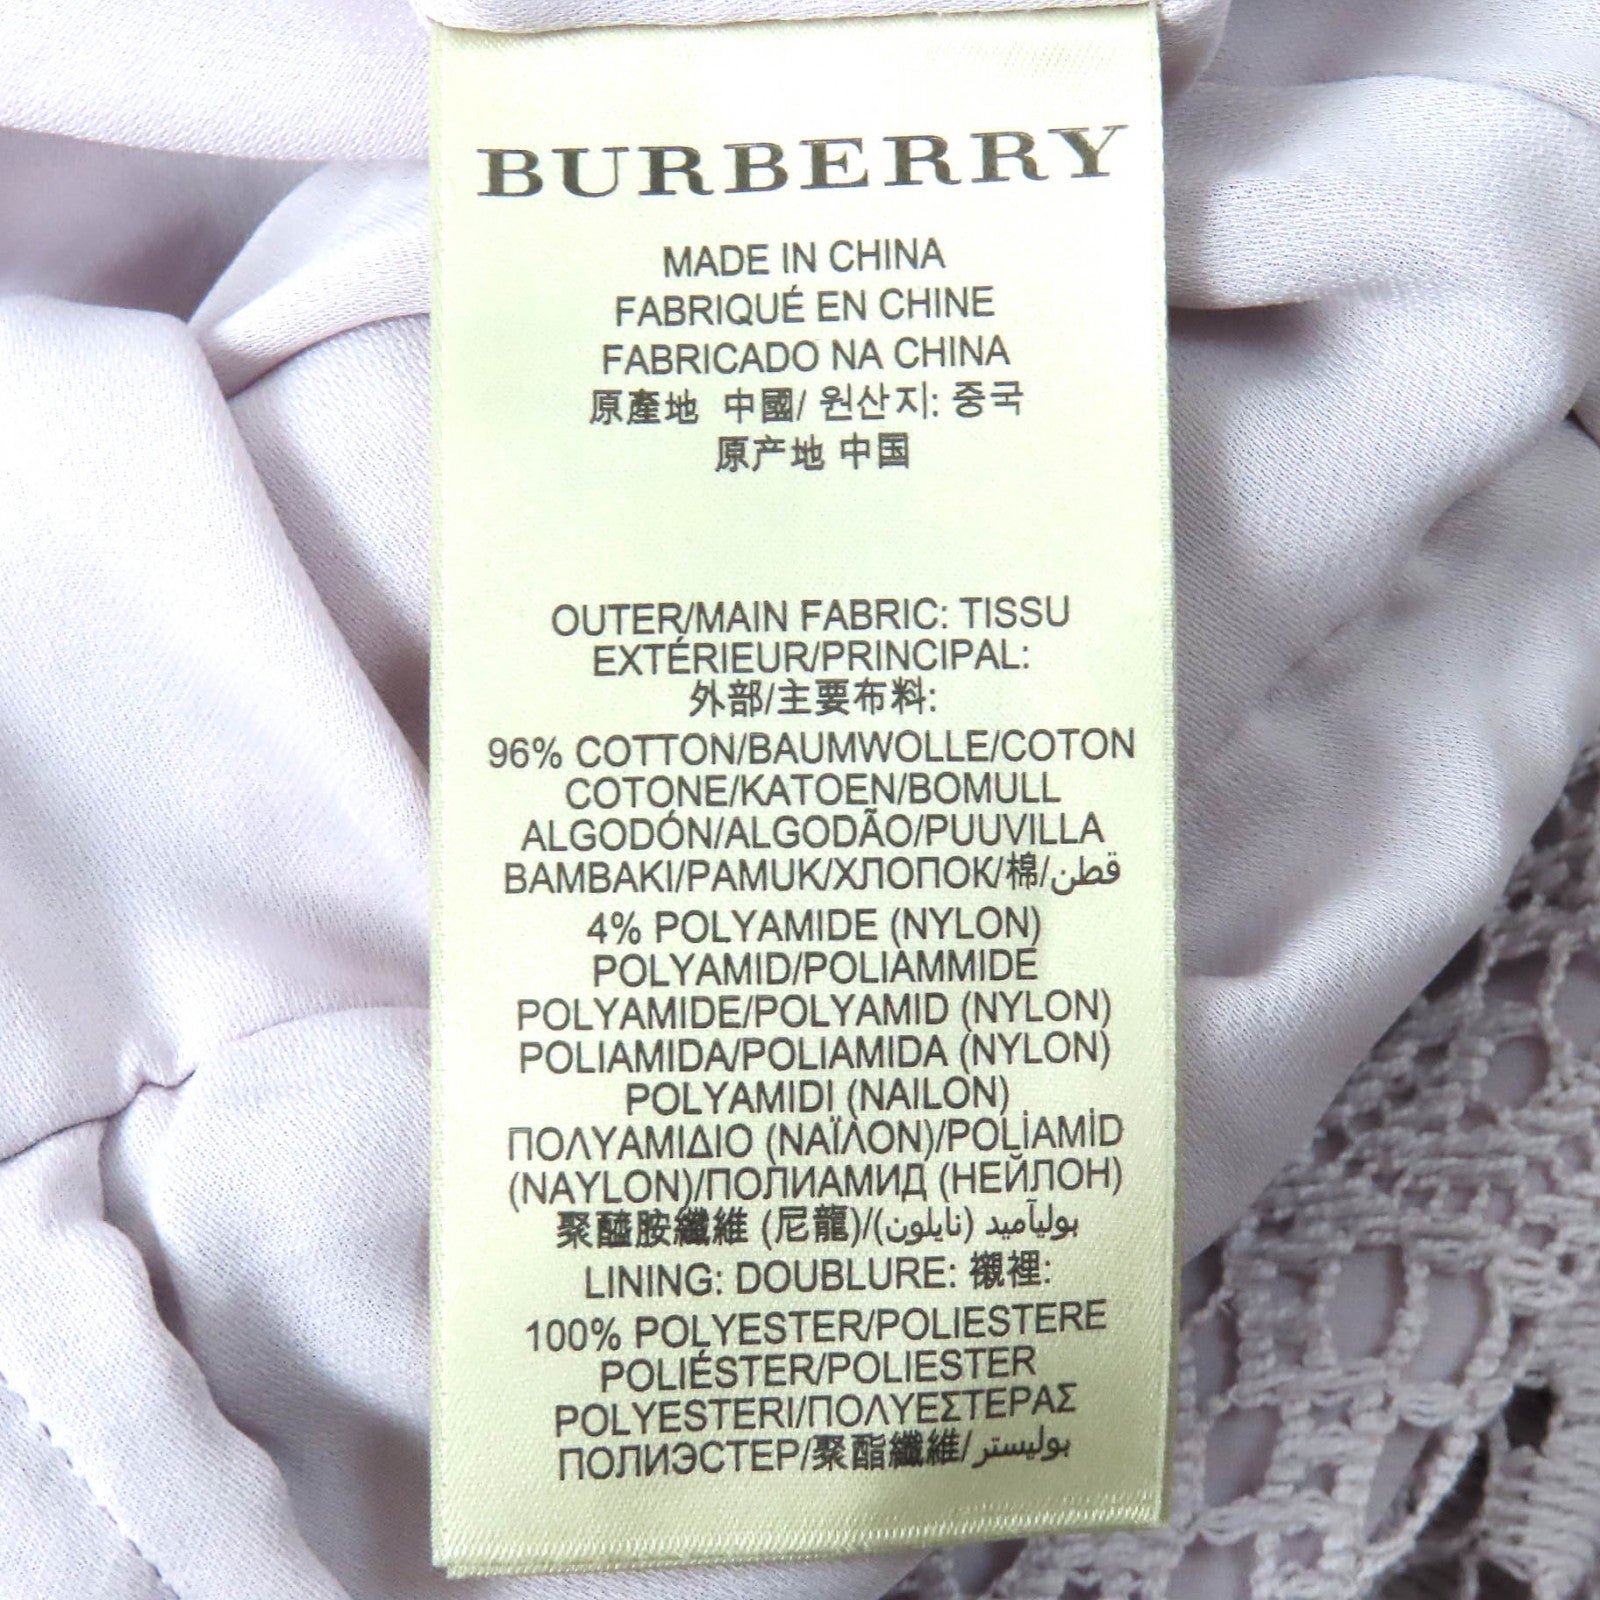 BURBERRY
MADE IN CHINA
FABRIQUÉ EN CHINE
FABRICADO NA CHINA
原產地 中國/ 원산지: 중국
原产地 中国
OUTER/MAIN FABRIC: TISSU
EXTÉRIEUR/PRINCIPAL:
外部/主要布料:
96% COTTON/BAUMWOLLE/COTON
COTONE/KATOEN/BOMULL
ALGODÓN/ALGODÃO/PUUVILLA
BAMBAKI/PAMUK/ХЛОПОК/棉/قطن
4% POLYAMIDE (NYLON)
POLYAMID/POLIAMMIDE
POLYAMIDE/POLYAMID (NYLON)
POLIAMIDA/POLIAMIDA (NYLON)
POLYAMIDI (NAILON)
ΠΟΛΥΑΜΙΔΙΟ (ΝΑΪΛΟΝ)/POLİAMİD
(NAYLON)/ПОЛИАМИД (НЕЙЛОН)
聚醯胺纖維 (尼龍)/بوليآميد (نايلون)
LINING: DOUBLURE: 襯裡:
100% POLYESTER/POLIESTERE
POLIÉSTER/POLIESTER
POLYESTERI/ΠΟΛΥΕΣΤΕΡΑΣ
ПОЛИЭСТЕР/聚酯纖維/بوليستر